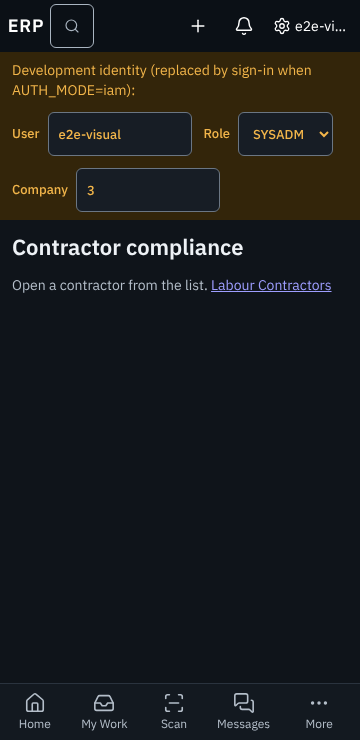 ERP
e2e-vi...
Development identity (replaced by sign-in when
AUTH_MODE=iam):
User e2e-visual Role SYSADM
Company 3
Contractor compliance
Open a contractor from the list. Labour Contractors
Home My Work Scan Messages More